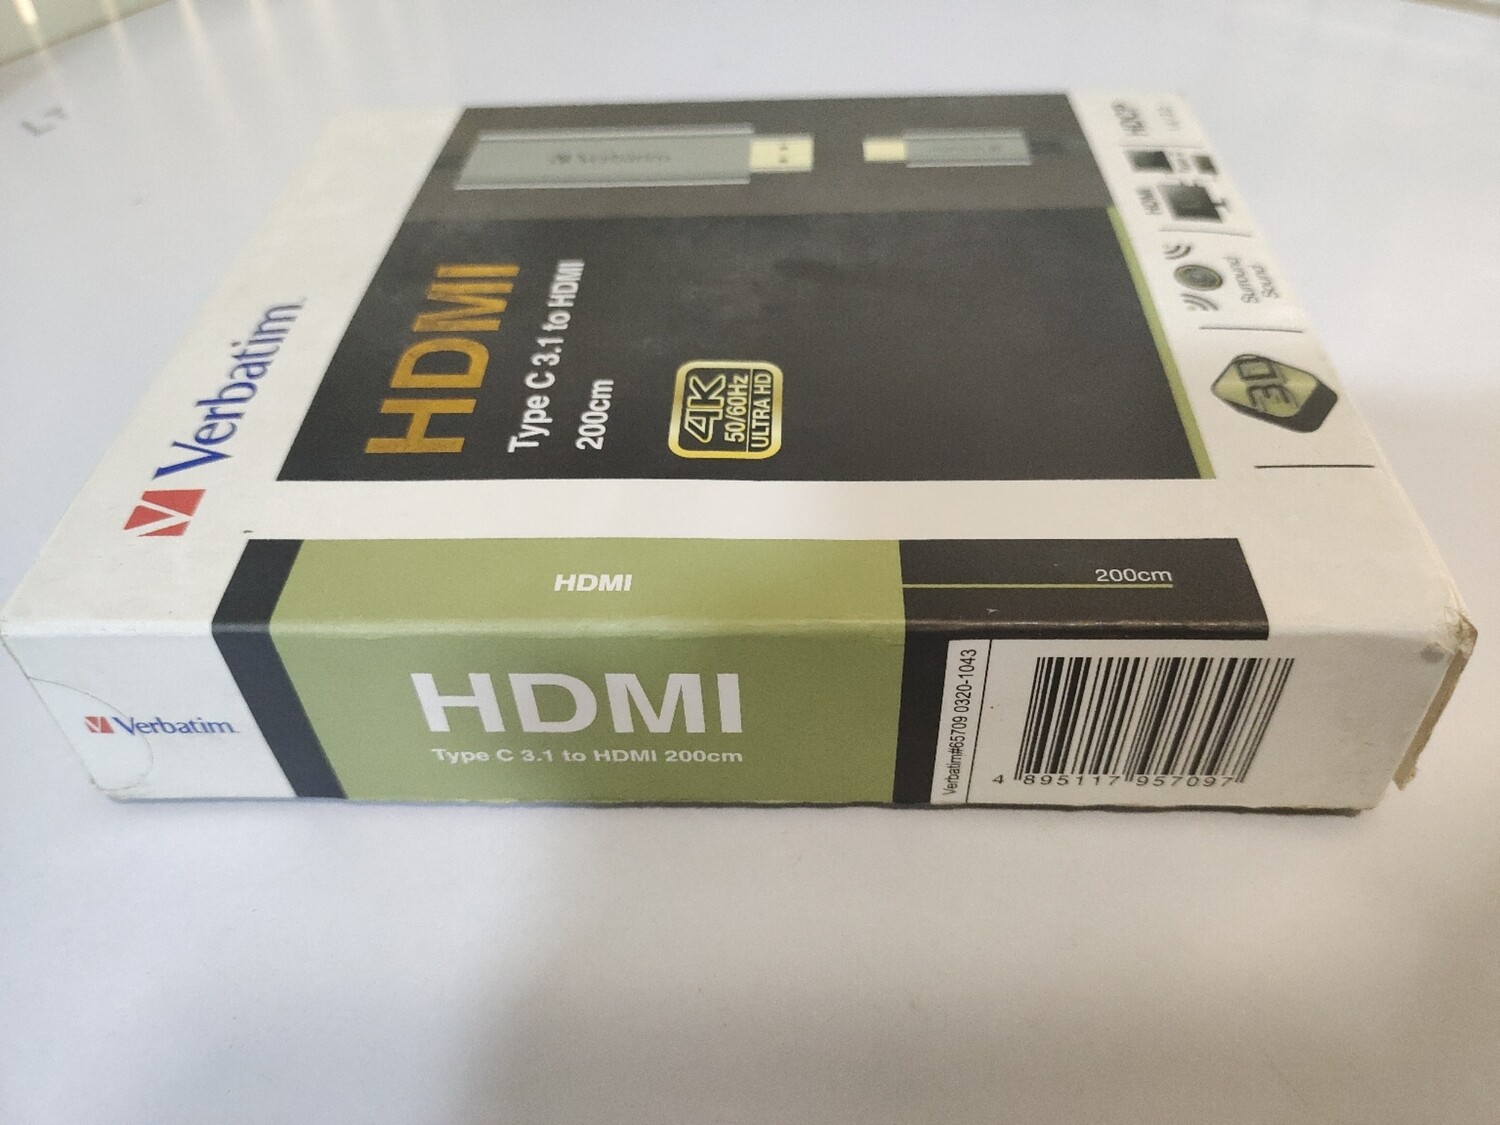 Verbatim
HDMI
Type C 3.1 to HDMI
200cm
4K
50/60Hz
ULTRA HD
HDCP
HDMI
Surround
Sound
3D
HDMI
200cm
Verbatim
HDMI
Type C 3.1 to HDMI 200cm
Verbatim#65709 0320-1043
4 895117 957097